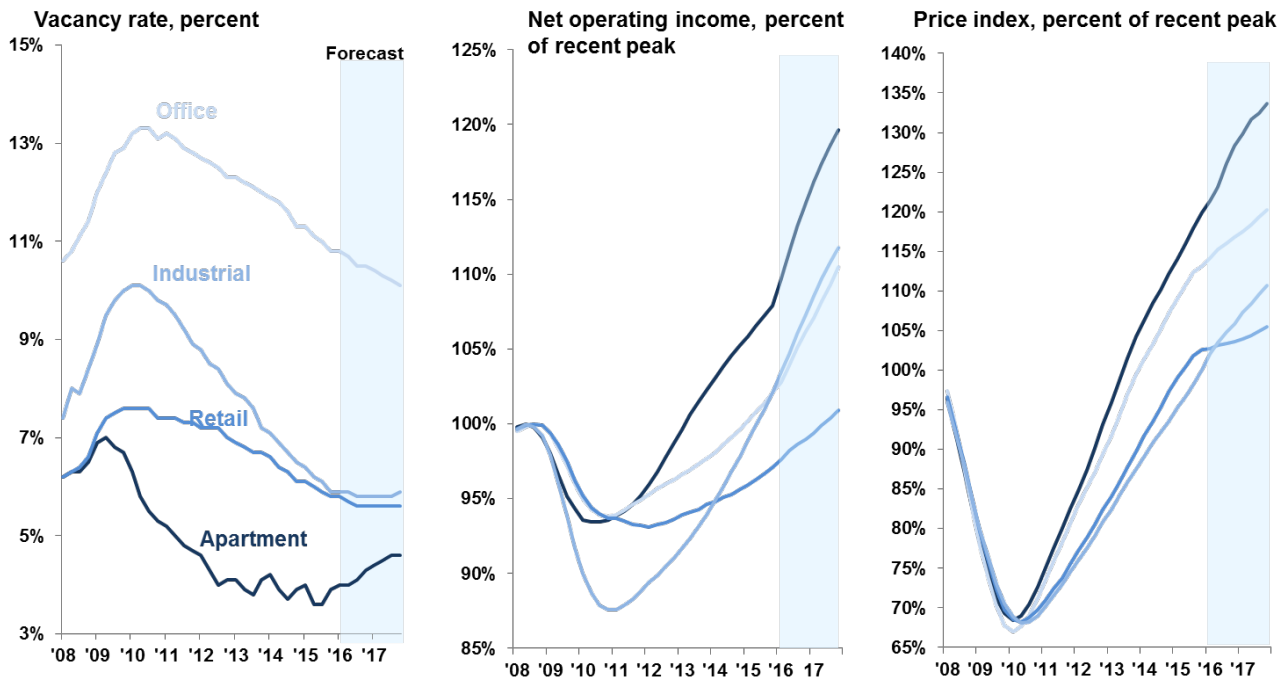 Vacancy rate, percent
15%
13%
11%
9%
7%
5%
3%
Forecast
Office
Industrial
Retail
Apartment
'08 '09 '10 '11 '12 '13 '14 '15 '16 '17
Net operating income, percent
of recent peak
125%
120%
115%
110%
105%
100%
95%
90%
85%
'08 '09 '10 '11 '12 '13 '14 '15 '16 '17
Price index, percent of recent peak
140%
135%
130%
125%
120%
115%
110%
105%
100%
95%
90%
85%
80%
75%
70%
65%
'08 '09 '10 '11 '12 '13 '14 '15 '16 '17